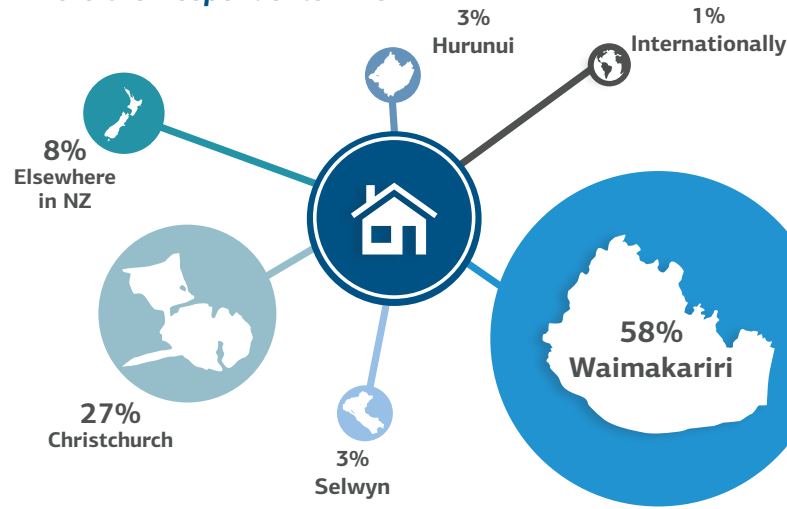 3%
Hurunui
1%
Internationally
8%
Elsewhere
in NZ
58%
Waimakariri
27%
Christchurch
3%
Selwyn